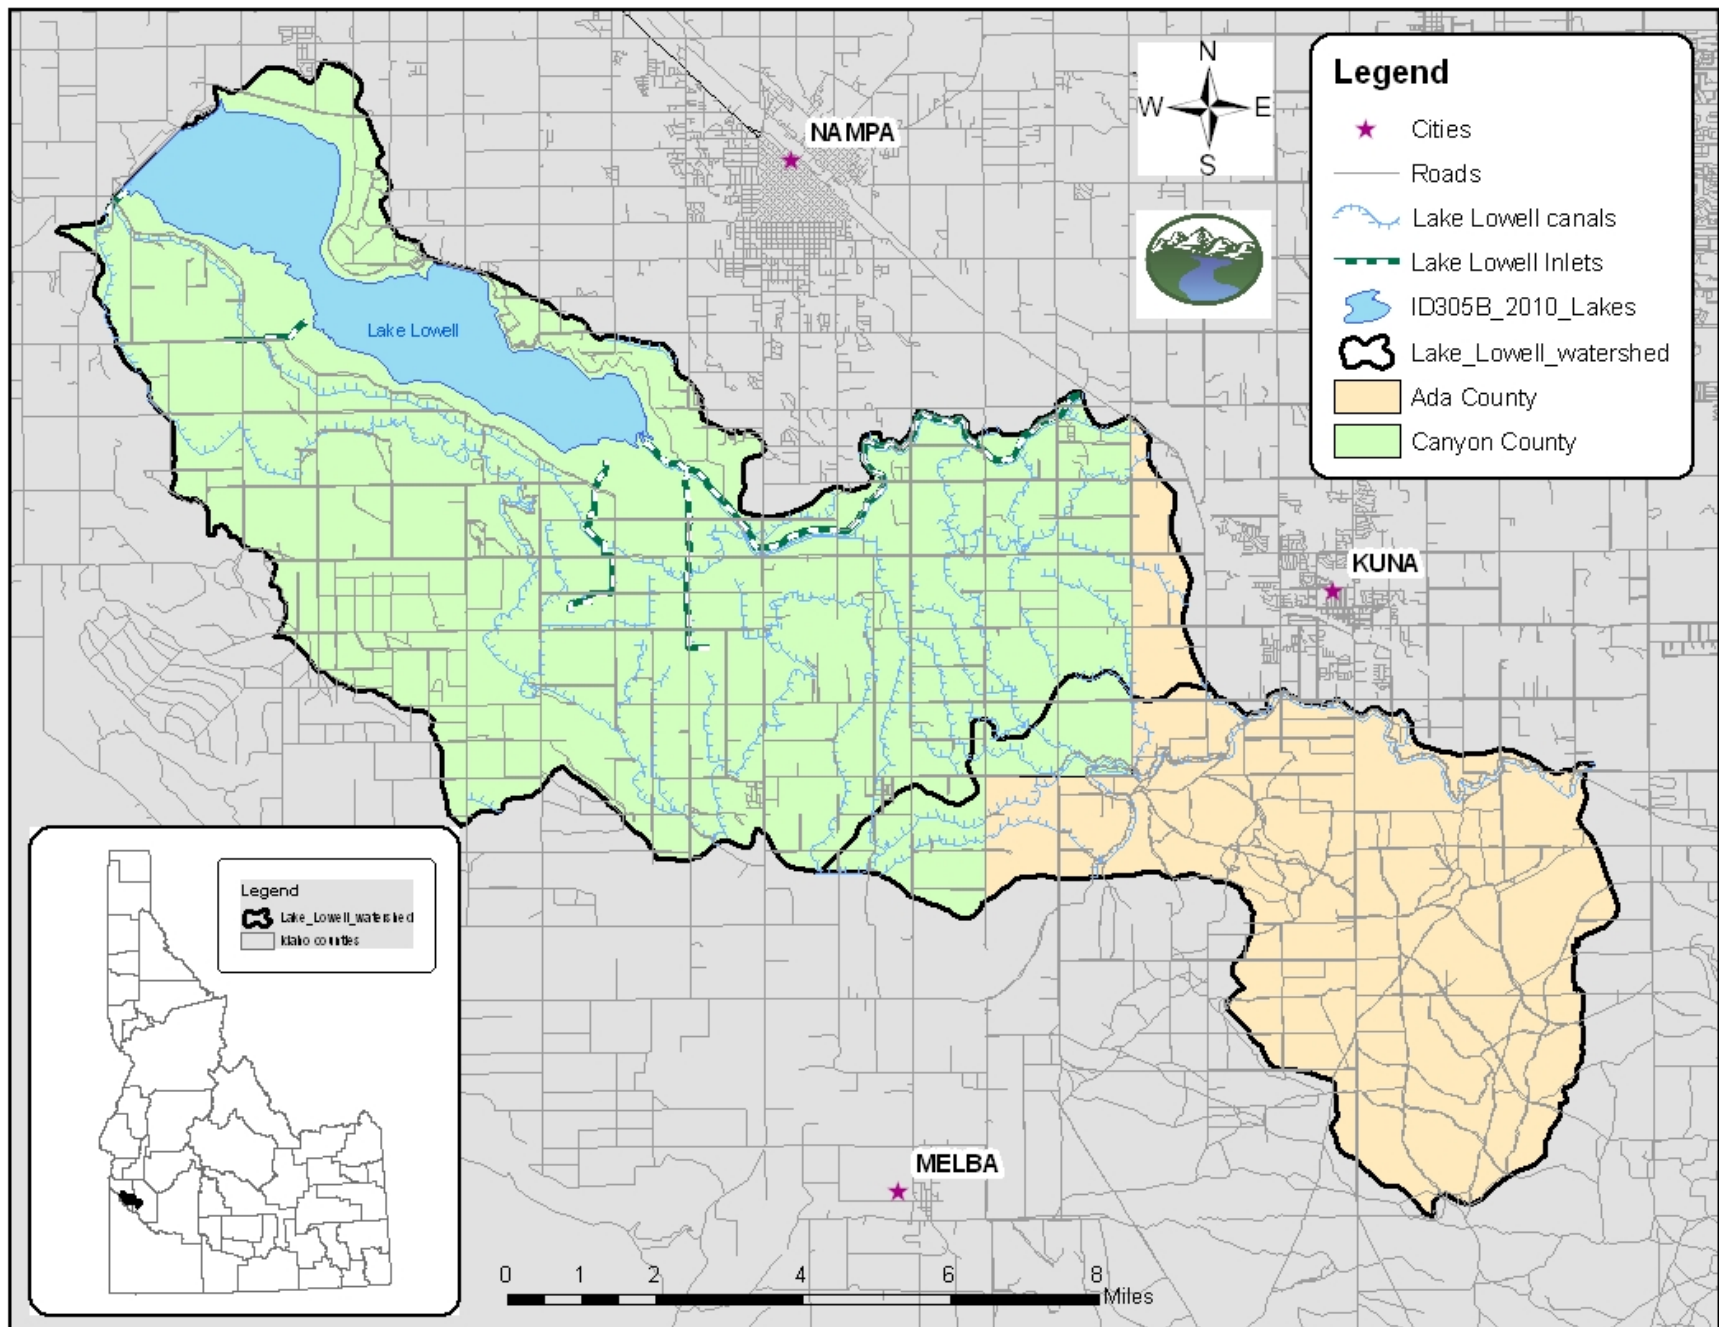 N
W E
S
NAMPA
Legend
Cities
Roads
Lake Lowell canals
Lake Lowell Inlets
ID305B_2010_Lakes
Lake_Lowell_watershed
Ada County
Canyon County
Lake Lowell
KUNA
Legend
Lake_Lowell_watershed
Idaho counties
MELBA
0 1 2 4 6 8
Miles